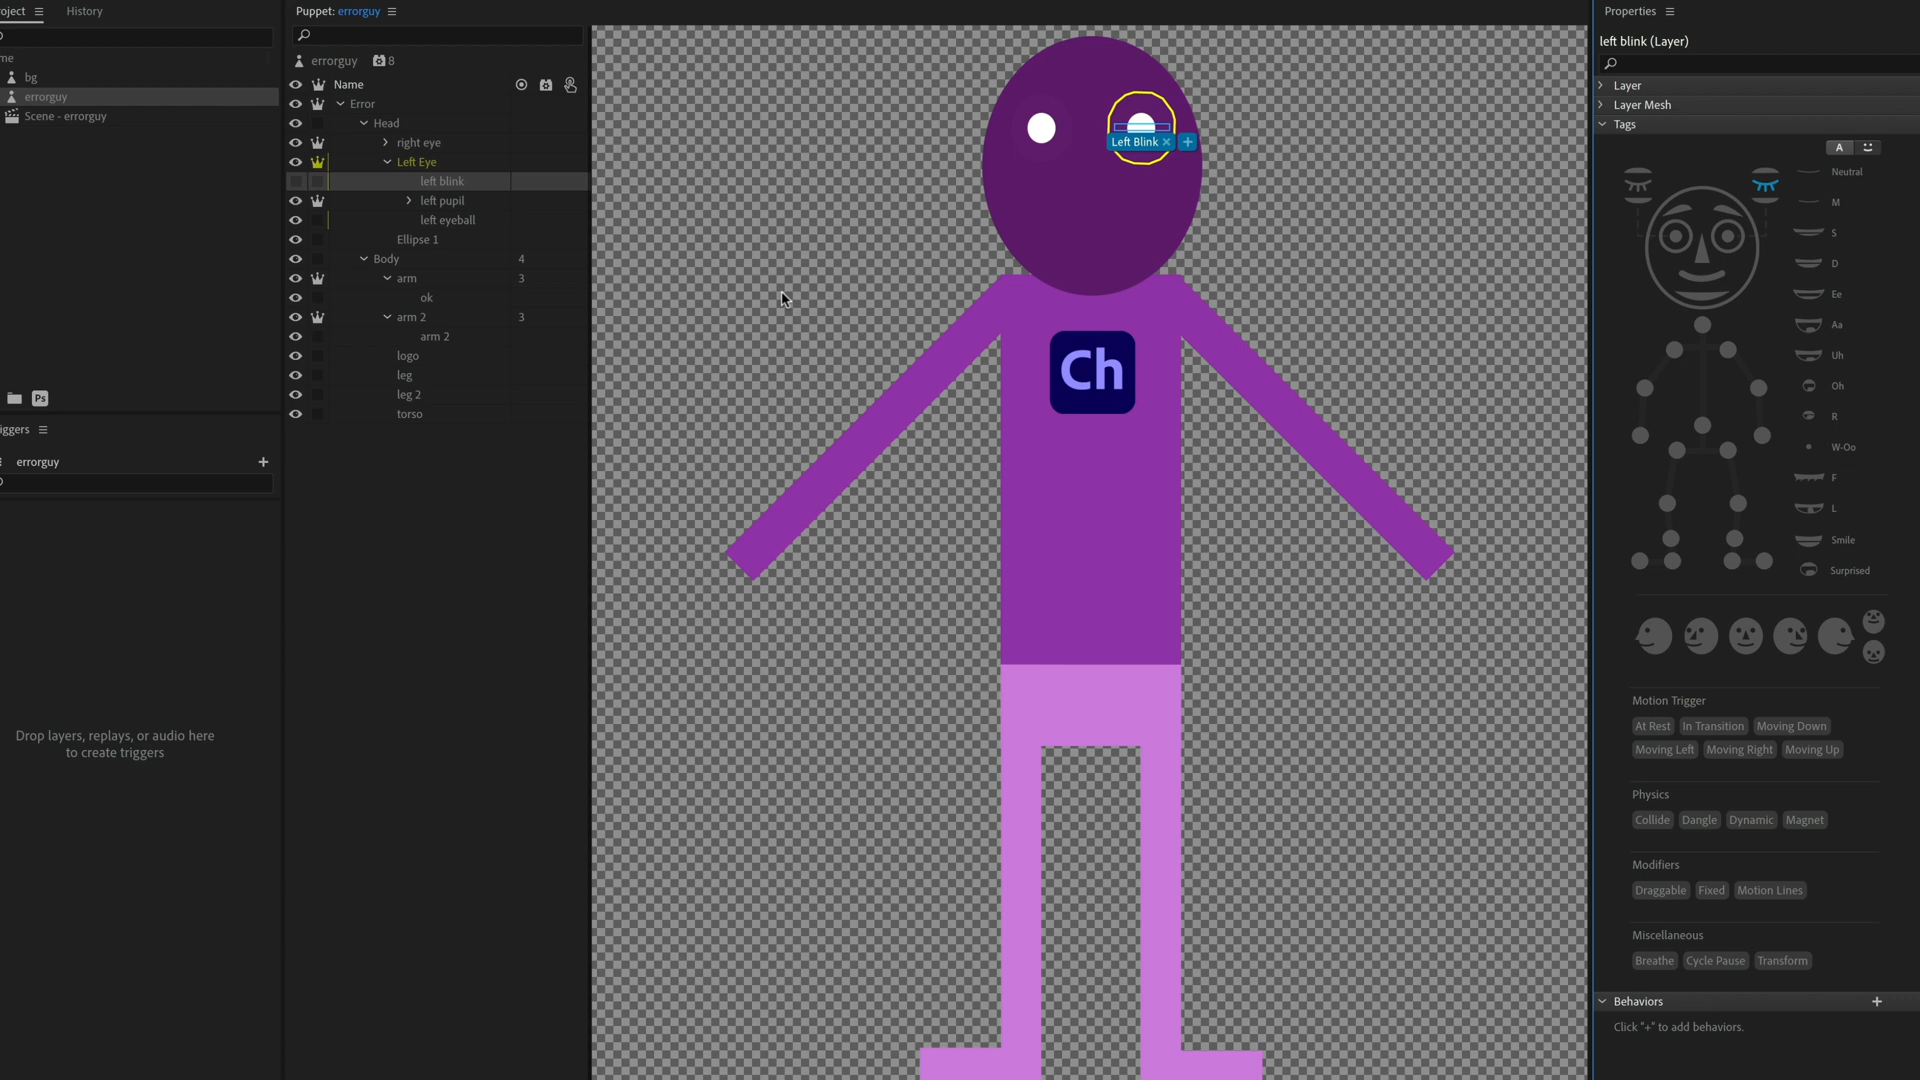 oject
History
me
bg
errorguy
Scene - errorguy
Ps
iggers
errorguy
Drop layers, replays, or audio here
to create triggers
Puppet: errorguy
errorguy 8
Name
Error
Head
right eye
Left Eye
left blink
left pupil
left eyeball
Ellipse 1
Body 4
arm 3
ok
arm 2 3
arm 2
logo
leg
leg 2
torso
Left Blink
Ch
Properties
left blink (Layer)
Layer
Layer Mesh
Tags
A
Neutral
M
S
D
Ee
Aa
Uh
Oh
R
W-Oo
F
L
Smile
Surprised
Motion Trigger
At Rest In Transition Moving Down
Moving Left Moving Right Moving Up
Physics
Collide Dangle Dynamic Magnet
Modifiers
Draggable Fixed Motion Lines
Miscellaneous
Breathe Cycle Pause Transform
Behaviors
Click "+" to add behaviors.